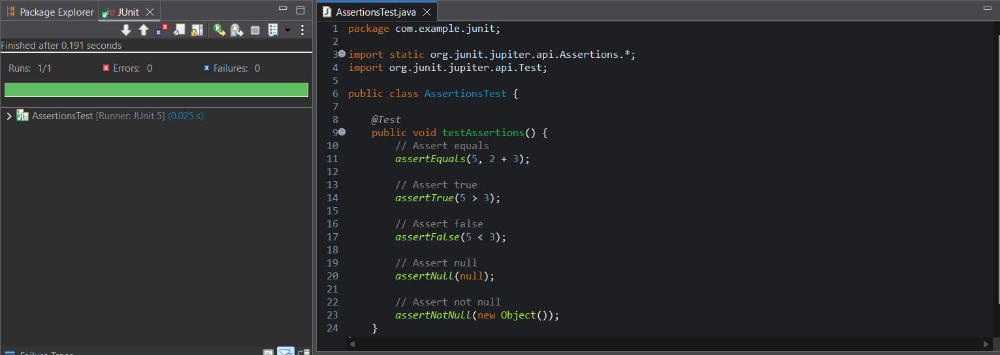 Package Explorer
JUnit
Finished after 0.191 seconds
Runs: 1/1
Errors: 0
Failures: 0
AssertionsTest [Runner: JUnit 5] (0.025 s)
Failure Trace
AssertionsTest.java
1 package com.example.junit;
2
3 import static org.junit.jupiter.api.Assertions.*;
4 import org.junit.jupiter.api.Test;
5
6 public class AssertionsTest {
7
8     @Test
9     public void testAssertions() {
10         // Assert equals
11         assertEquals(5, 2 + 3);
12
13         // Assert true
14         assertTrue(5 > 3);
15
16         // Assert false
17         assertFalse(5 < 3);
18
19         // Assert null
20         assertNull(null);
21
22         // Assert not null
23         assertNotNull(new Object());
24     }